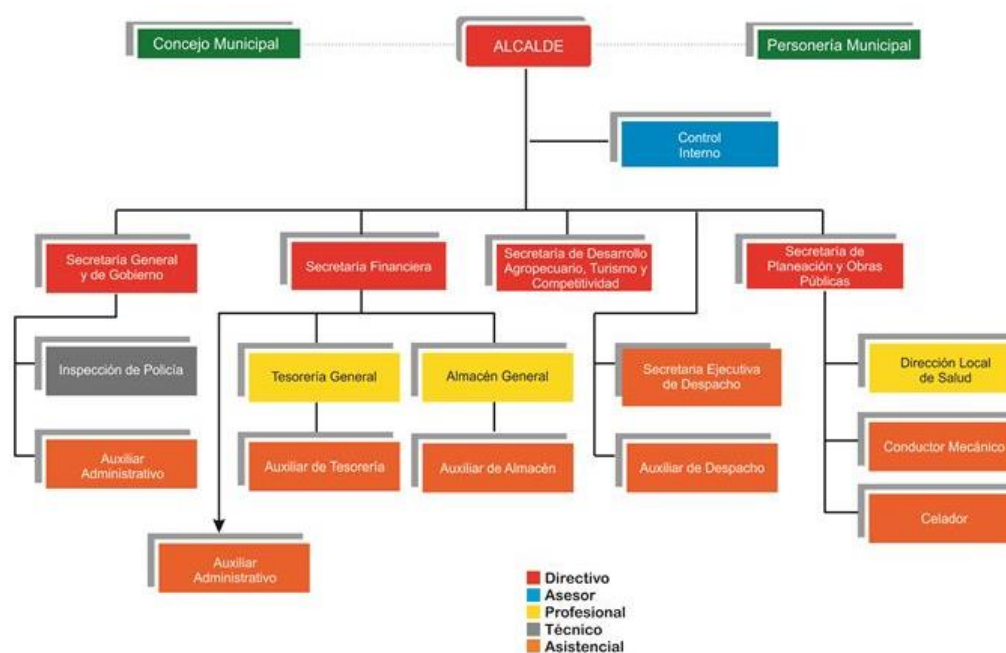 Concejo Municipal
ALCALDE
Personería Municipal
Control
Interno
Secretaría General
y de Gobierno
Secretaría Financiera
Secretaría de Desarrollo
Agropecuario, Turismo y
Competitividad
Secretaría de
Planeación y Obras
Públicas
Inspección de Policía
Tesorería General
Almacén General
Secretaria Ejecutiva
de Despacho
Dirección Local
de Salud
Auxiliar
Administrativo
Auxiliar de Tesorería
Auxiliar de Almacén
Auxiliar de Despacho
Conductor Mecánico
Celador
Auxiliar
Administrativo
Directivo
Asesor
Profesional
Técnico
Asistencial